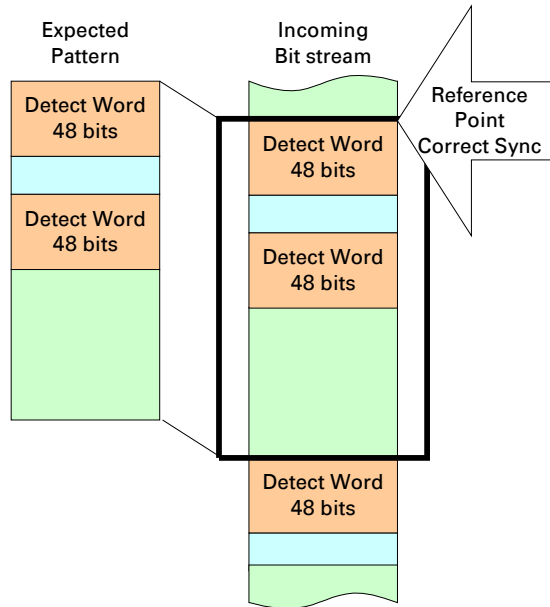 Expected
Pattern
Incoming
Bit stream
Detect Word
48 bits
Detect Word
48 bits
Detect Word
48 bits
Detect Word
48 bits
Detect Word
48 bits
Reference
Point
Correct Sync